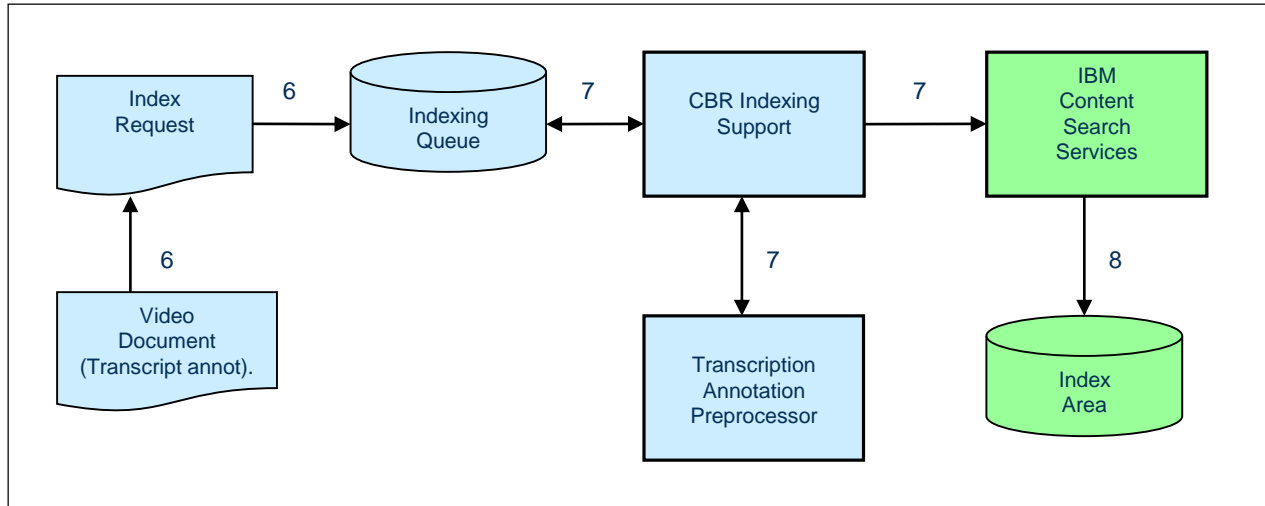 Index
Request
6
Indexing
Queue
7
CBR Indexing
Support
7
IBM
Content
Search
Services
6
7
8
Video
Document
(Transcript annot).
Transcription
Annotation
Preprocessor
Index
Area